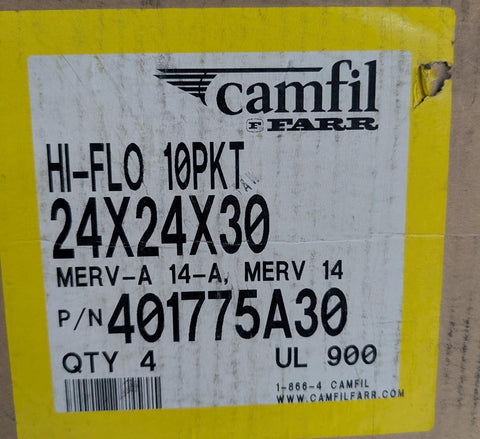 camfil
FARR
HI-FLO 10PKT
24X24X30
MERV-A 14-A, MERV 14
P/N 401775A30
QTY 4 UL 900
1-866-4 CAMFIL
WWW.CAMFILFARR.COM